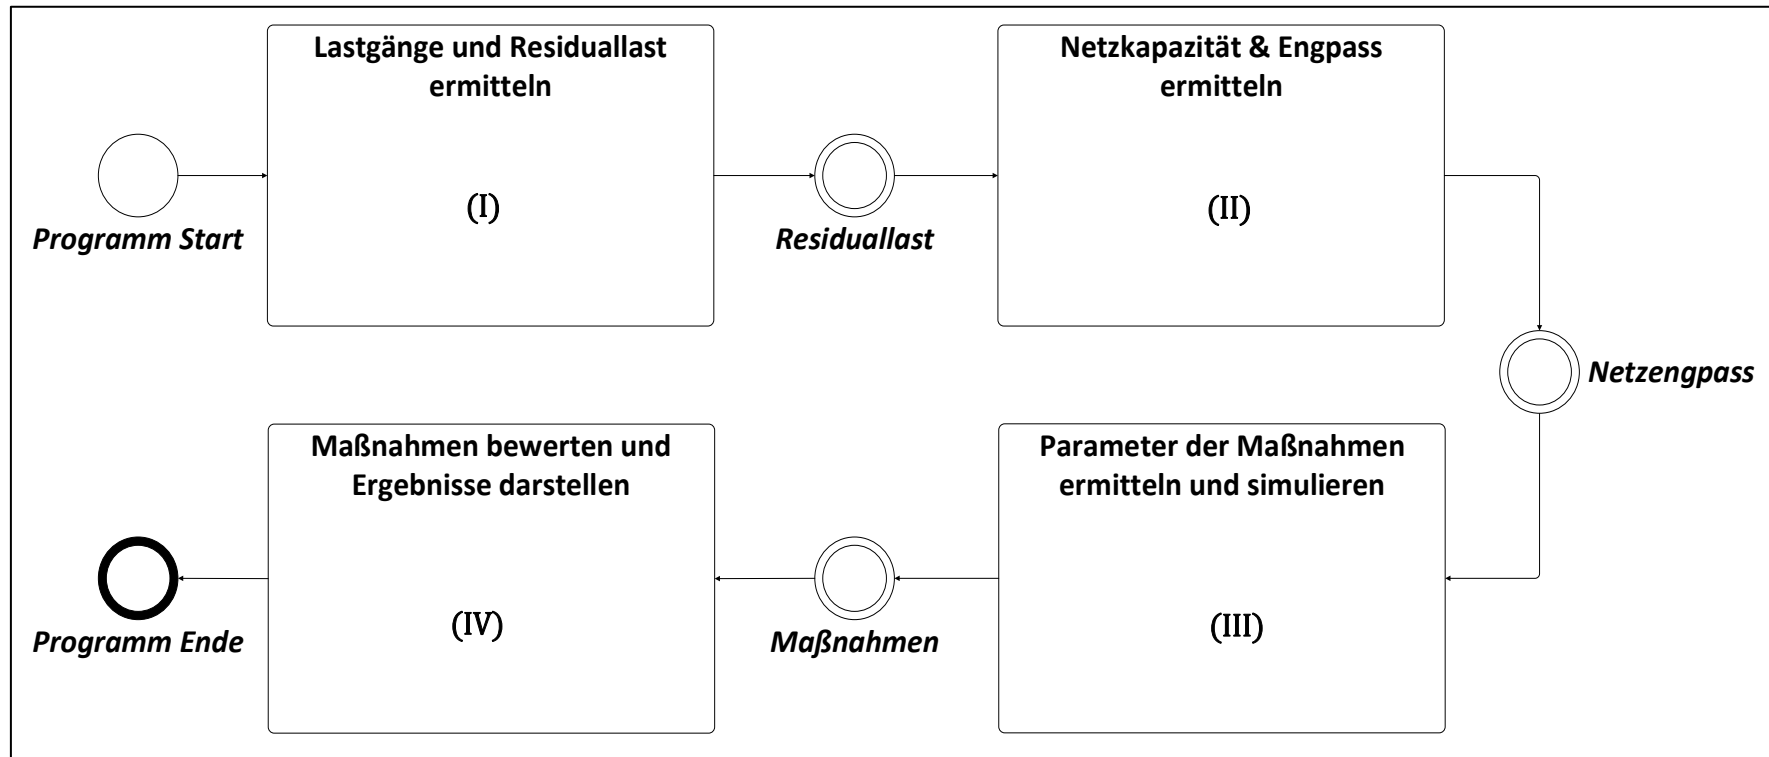 Lastgänge und Residuallast
ermitteln
(I)
Programm Start
Residuallast
Netzkapazität & Engpass
ermitteln
(II)
Netzengpass
Parameter der Maßnahmen
ermitteln und simulieren
(III)
Maßnahmen
Maßnahmen bewerten und
Ergebnisse darstellen
(IV)
Programm Ende